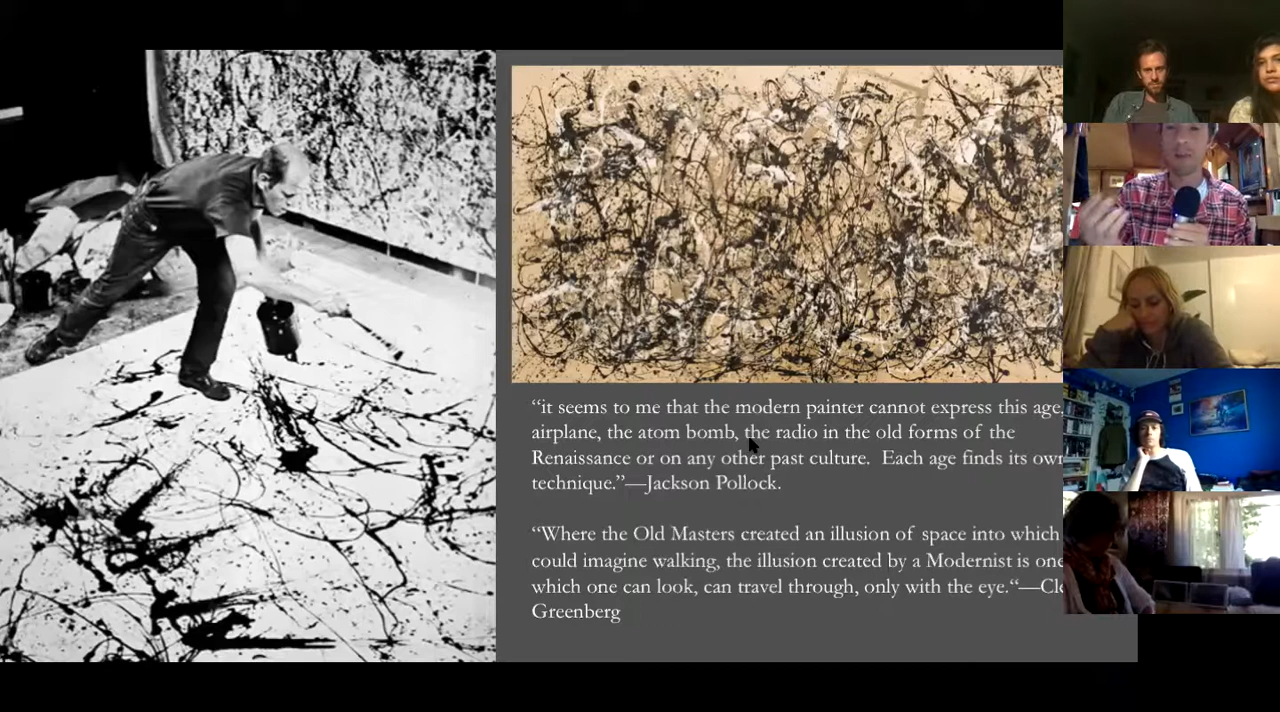 “it seems to me that the modern painter cannot express this age,
airplane, the atom bomb, the radio in the old forms of the
Renaissance or on any other past culture.  Each age finds its own
technique.”—Jackson Pollock.
“Where the Old Masters created an illusion of space into which
could imagine walking, the illusion created by a Modernist is one
which one can look, can travel through, only with the eye.“—Cle
Greenberg